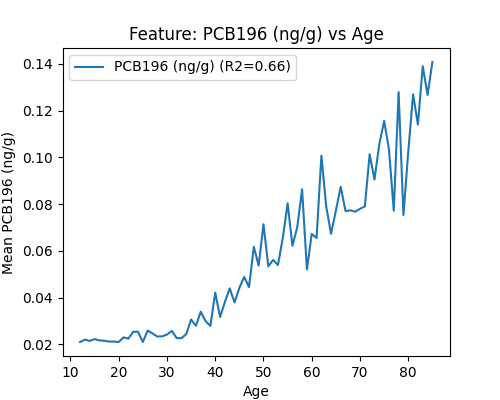 Feature: PCB196 (ng/g) vs Age
PCB196 (ng/g) (R2=0.66)
Mean PCB196 (ng/g)
0.14
0.12
0.10
0.08
0.06
0.04
0.02
10 20 30 40 50 60 70 80
Age